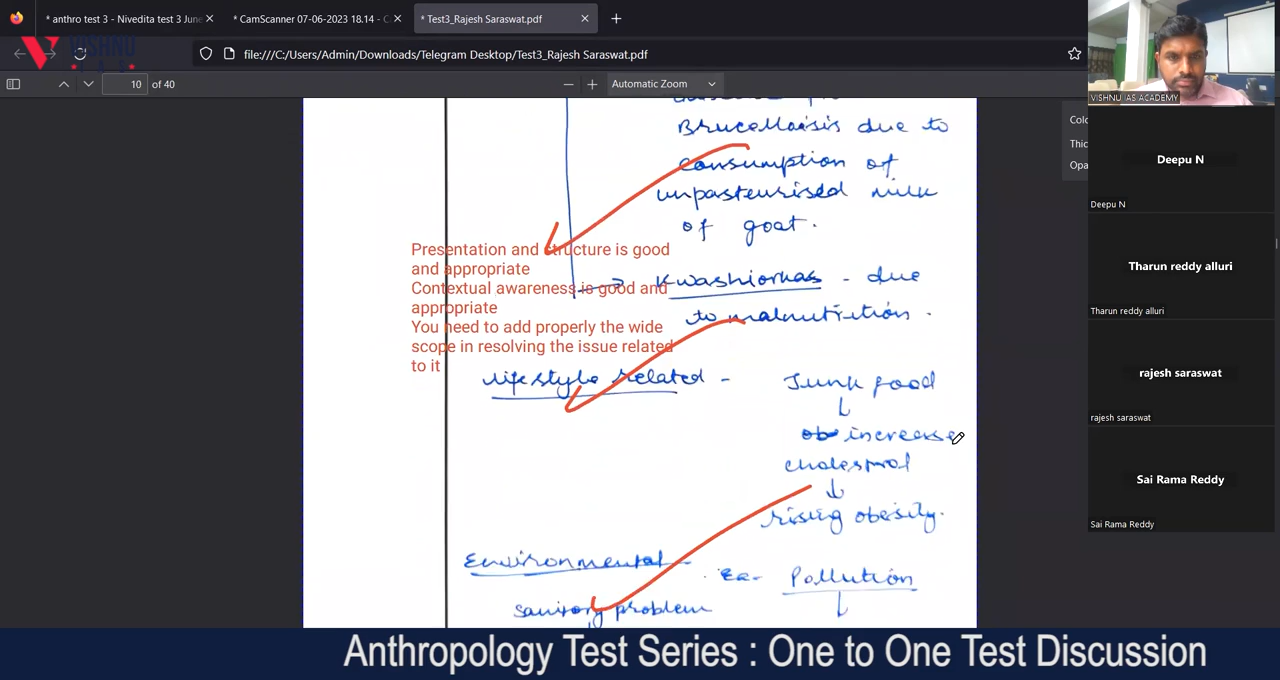 * anthro test 3 - Nivedita test 3 June
* CamScanner 07-06-2023 18.14 - C
* Test3_Rajesh Saraswat.pdf
VISHNU
IAS
file:///C:/Users/Admin/Downloads/Telegram Desktop/Test3_Rajesh Saraswat.pdf
10 of 40
Automatic Zoom
VISHNU IAS ACADEMY
Colo
Thic
Opa
Deepu N
Deepu N
Tharun reddy alluri
Tharun reddy alluri
rajesh saraswat
rajesh saraswat
Sai Rama Reddy
Sai Rama Reddy
due to
consumption of
unpasteurised milk
of goat.
Presentation and structure is good
and appropriate
Contextual awareness is good and
appropriate
You need to add properly the wide
scope in resolving the issue related
to it
- due
to malnutrition.
Lifestyle related - Junk food
increase
cholestrol
rising obesity.
Environmental - Pollution
problem
Anthropology Test Series : One to One Test Discussion